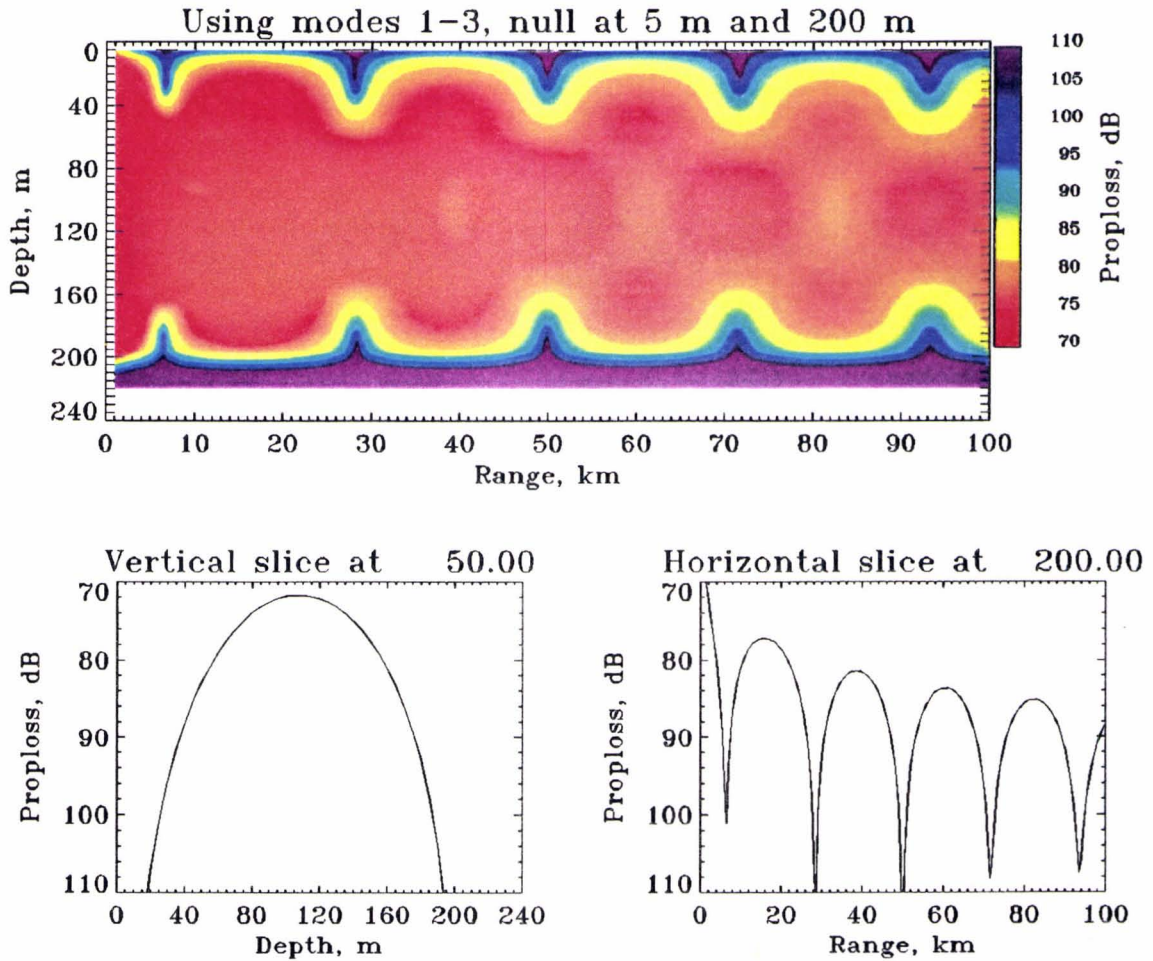 Using modes 1-3, null at 5 m and 200 m
0
40
80
120
160
200
240
Depth, m
0 10 20 30 40 50 60 70 80 90 100
Range, km
110
105
100
95
90
85
80
75
70
Proploss, dB
Vertical slice at 50.00
70
80
90
100
110
Proploss, dB
0 40 80 120 160 200 240
Depth, m
Horizontal slice at 200.00
70
80
90
100
110
Proploss, dB
0 20 40 60 80 100
Range, km